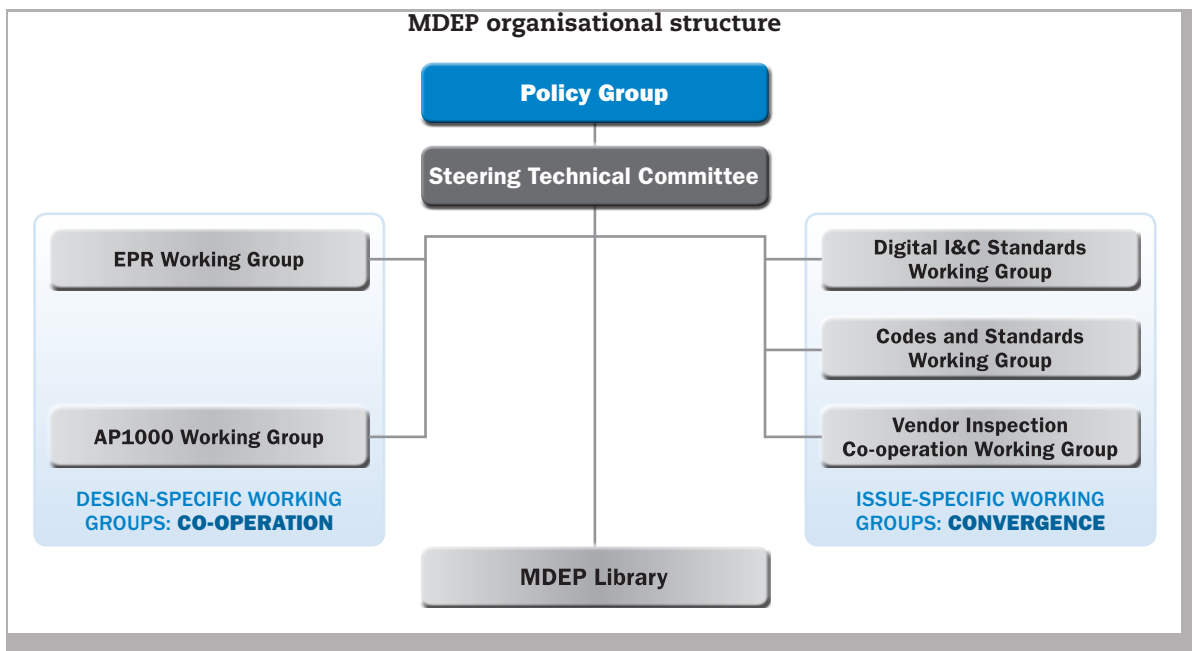 MDEP organisational structure
Policy Group
Steering Technical Committee
EPR Working Group
AP1000 Working Group
DESIGN-SPECIFIC WORKING
GROUPS: CO-OPERATION
Digital I&C Standards
Working Group
Codes and Standards
Working Group
Vendor Inspection
Co-operation Working Group
ISSUE-SPECIFIC WORKING
GROUPS: CONVERGENCE
MDEP Library